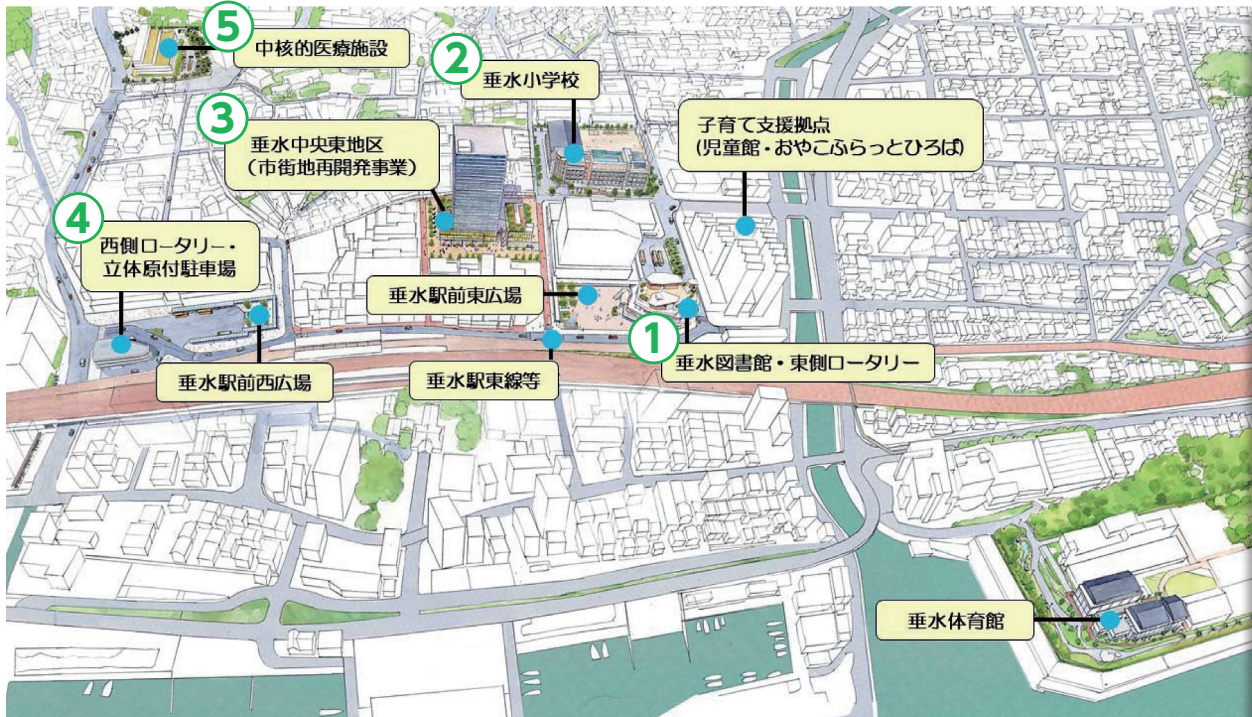 ⑤
中核的医療施設
②
垂水小学校
③
垂水中央東地区
（市街地再開発事業）
子育て支援拠点
(児童館・おやこふらっとひろば)
④
西側ロータリー・
立体原付駐車場
垂水駅前東広場
①
垂水図書館・東側ロータリー
垂水駅前西広場
垂水駅東線等
垂水体育館